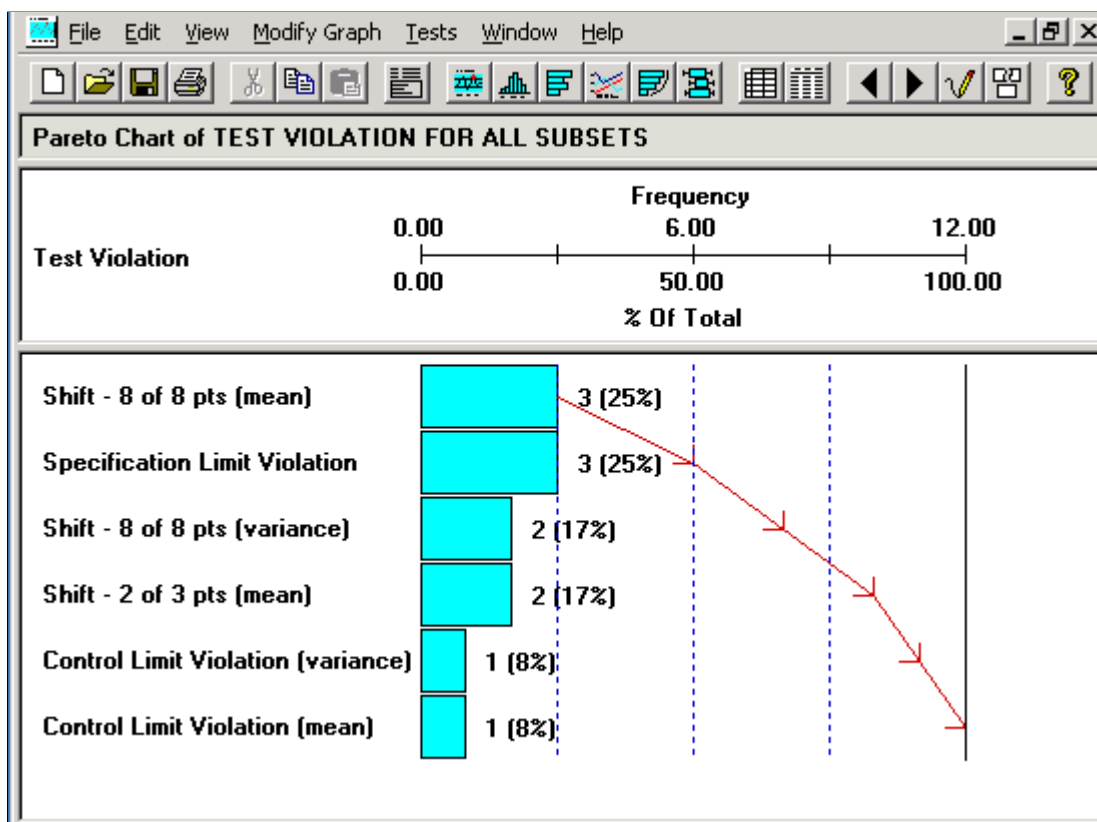 File Edit View Modify Graph Tests Window Help
Pareto Chart of TEST VIOLATION FOR ALL SUBSETS
Frequency
0.00 6.00 12.00
Test Violation
0.00 50.00 100.00
% Of Total
Shift - 8 of 8 pts (mean) 3 (25%)
Specification Limit Violation 3 (25%)
Shift - 8 of 8 pts (variance) 2 (17%)
Shift - 2 of 3 pts (mean) 2 (17%)
Control Limit Violation (variance) 1 (8%)
Control Limit Violation (mean) 1 (8%)